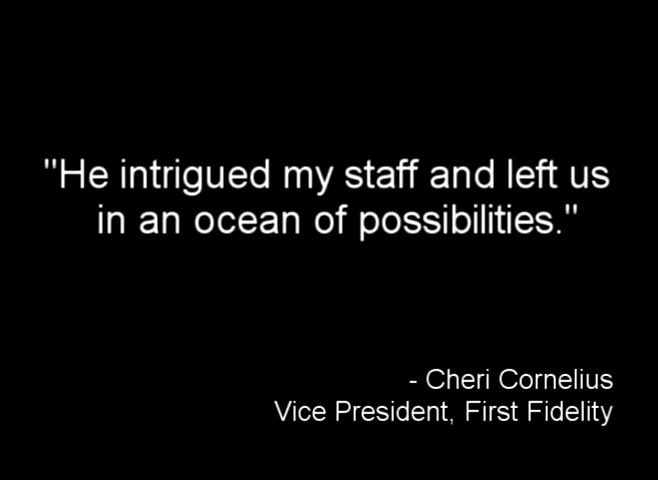 "He intrigued my staff and left us
in an ocean of possibilities."
- Cheri Cornelius
Vice President, First Fidelity